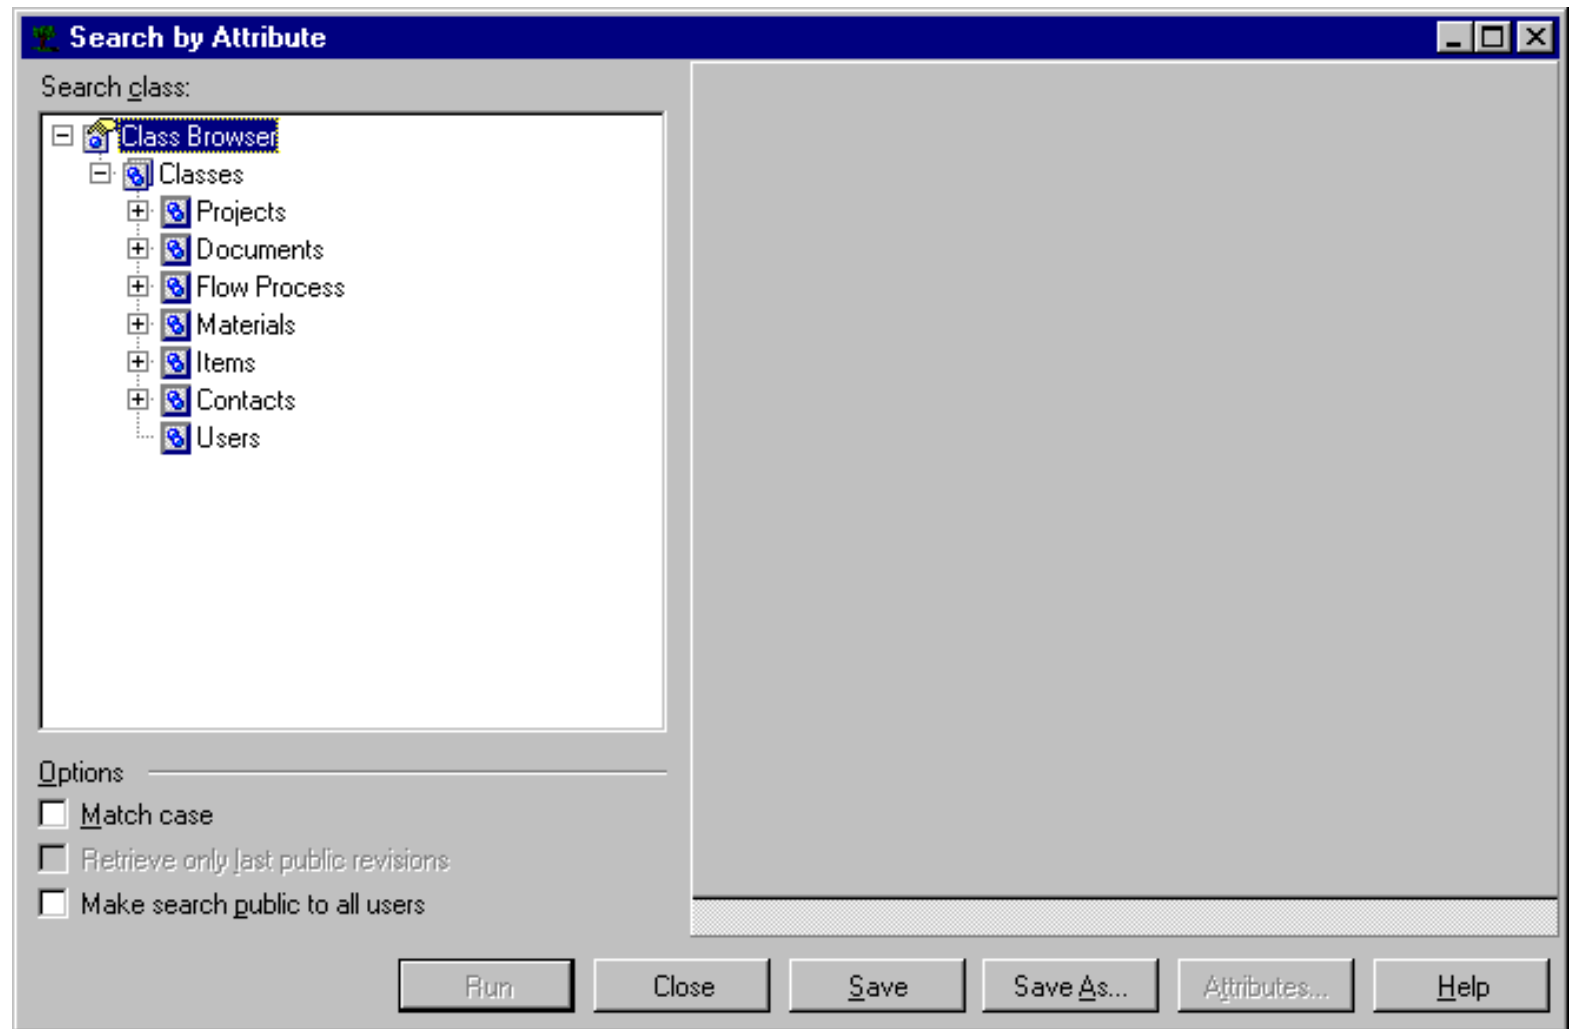 Search by Attribute
Search class:
Class Browser
Classes
Projects
Documents
Flow Process
Materials
Items
Contacts
Users
Options
Match case
Retrieve only last public revisions
Make search public to all users
Run Close Save Save As... Attributes... Help